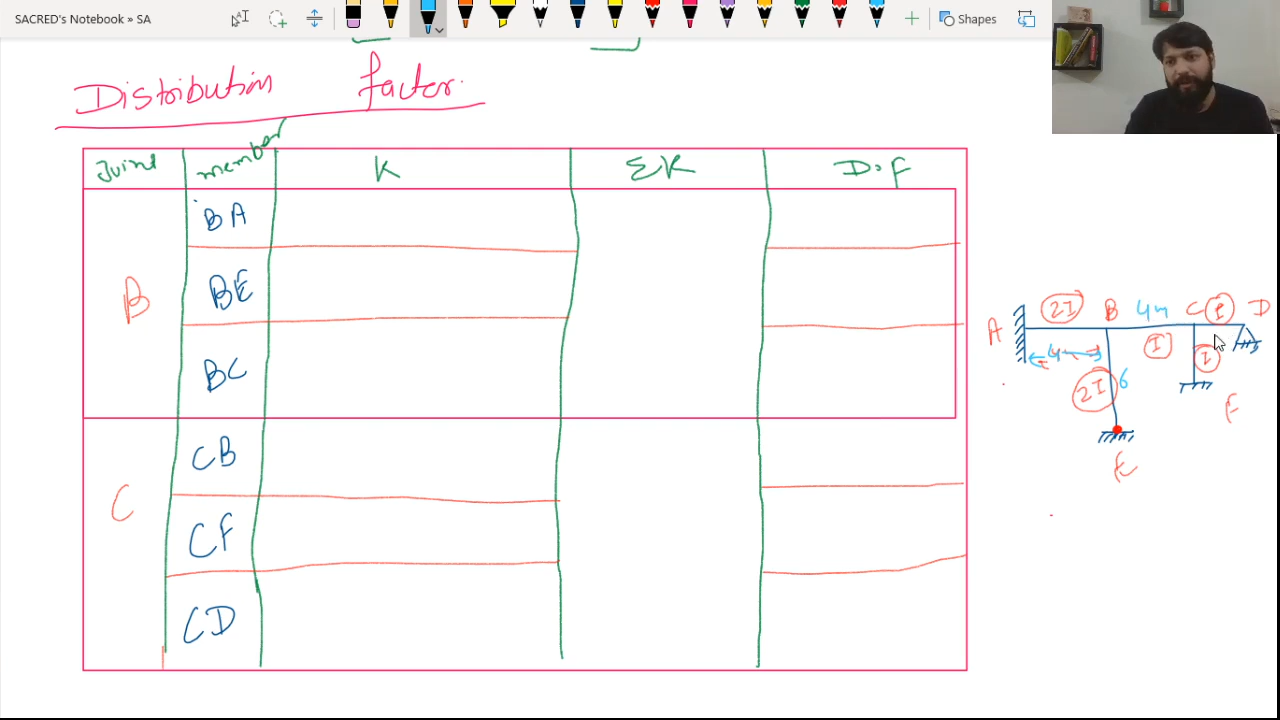 SACRED's Notebook » SA
Shapes
Distribution factor.
Joint member K ΣK D.F
B
BA
BE
BC
C
CB
CF
CD
A 2I B 4m C I D
4m I I
2I 6
F
E